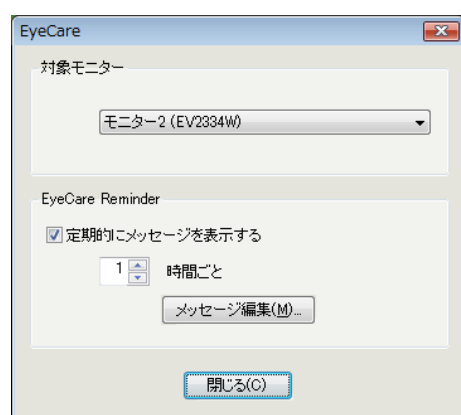 EyeCare
対象モニター
モニター2 (EV2334W)
EyeCare Reminder
定期的にメッセージを表示する
1 時間ごと
メッセージ編集(M)...
閉じる(C)